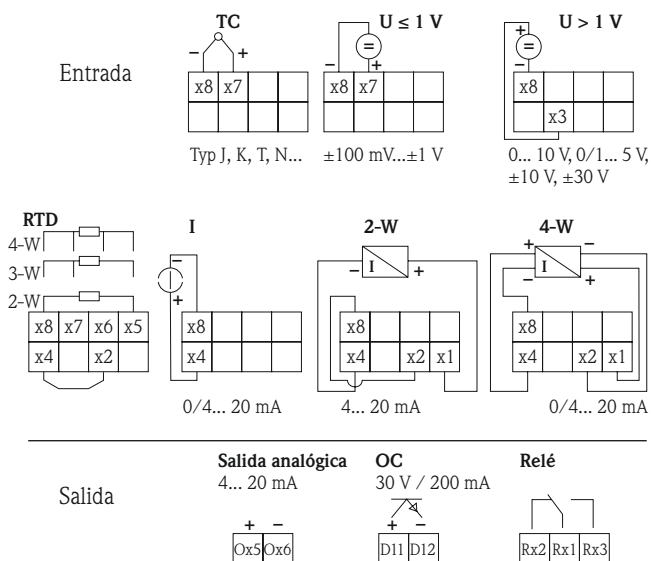 TC U ≤ 1 V U > 1 V
Entrada
− + = = + −
− +
x8 x7 x8 x7 x8
x3
Typ J, K, T, N... ±100 mV...±1 V 0... 10 V, 0/1... 5 V,
±10 V, ±30 V
RTD I 2-W 4-W
4-W
3-W
2-W
− + − I + + − − I +
x8 x7 x6 x5 x8 x8 x8
x4 x2 x4 x4 x2 x1 x4 x2 x1
0/4... 20 mA 4... 20 mA 0/4... 20 mA
Salida analógica OC Relé
4... 20 mA 30 V / 200 mA
Salida
+ − + −
Ox5 Ox6 D11 D12 Rx2 Rx1 Rx3